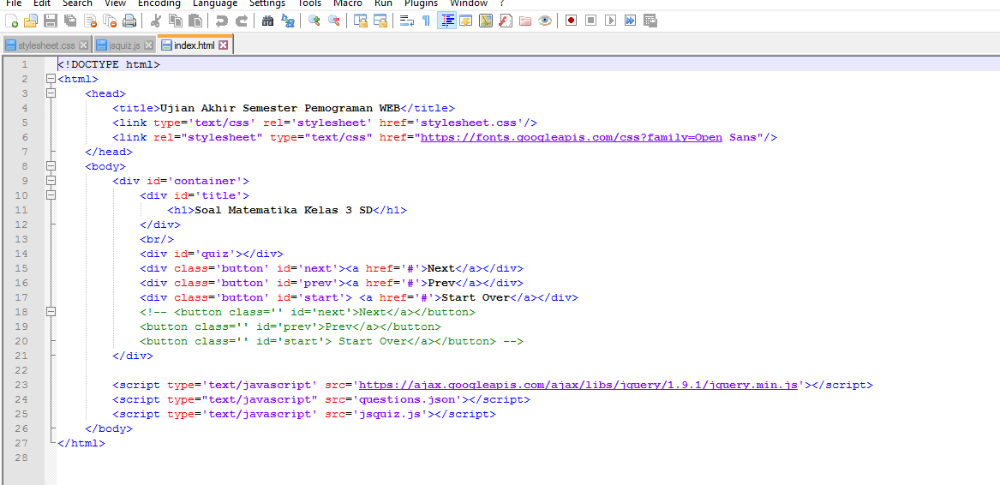 File Edit Search View Encoding Language Settings Tools Macro Run Plugins Window ?
stylesheet.css jsquiz.js index.html
1 <!DOCTYPE html>
2 <html>
3 <head>
4 <title>Ujian Akhir Semester Pemograman WEB</title>
5 <link type='text/css' rel='stylesheet' href='stylesheet.css'/>
6 <link rel="stylesheet" type="text/css" href="https://fonts.googleapis.com/css?family=Open Sans"/>
7 </head>
8 <body>
9 <div id='container'>
10 <div id='title'>
11 <h1>Soal Matematika Kelas 3 SD</h1>
12 </div>
13 <br/>
14 <div id='quiz'></div>
15 <div class='button' id='next'><a href='#'>Next</a></div>
16 <div class='button' id='prev'><a href='#'>Prev</a></div>
17 <div class='button' id='start'> <a href='#'>Start Over</a></div>
18 <!-- <button class='' id='next'>Next</a></button>
19 <button class='' id='prev'>Prev</a></button>
20 <button class='' id='start'> Start Over</a></button> -->
21 </div>
22
23 <script type='text/javascript' src='https://ajax.googleapis.com/ajax/libs/jquery/1.9.1/jquery.min.js'></script>
24 <script type="text/javascript" src='questions.json'></script>
25 <script type='text/javascript' src='jsquiz.js'></script>
26 </body>
27 </html>
28